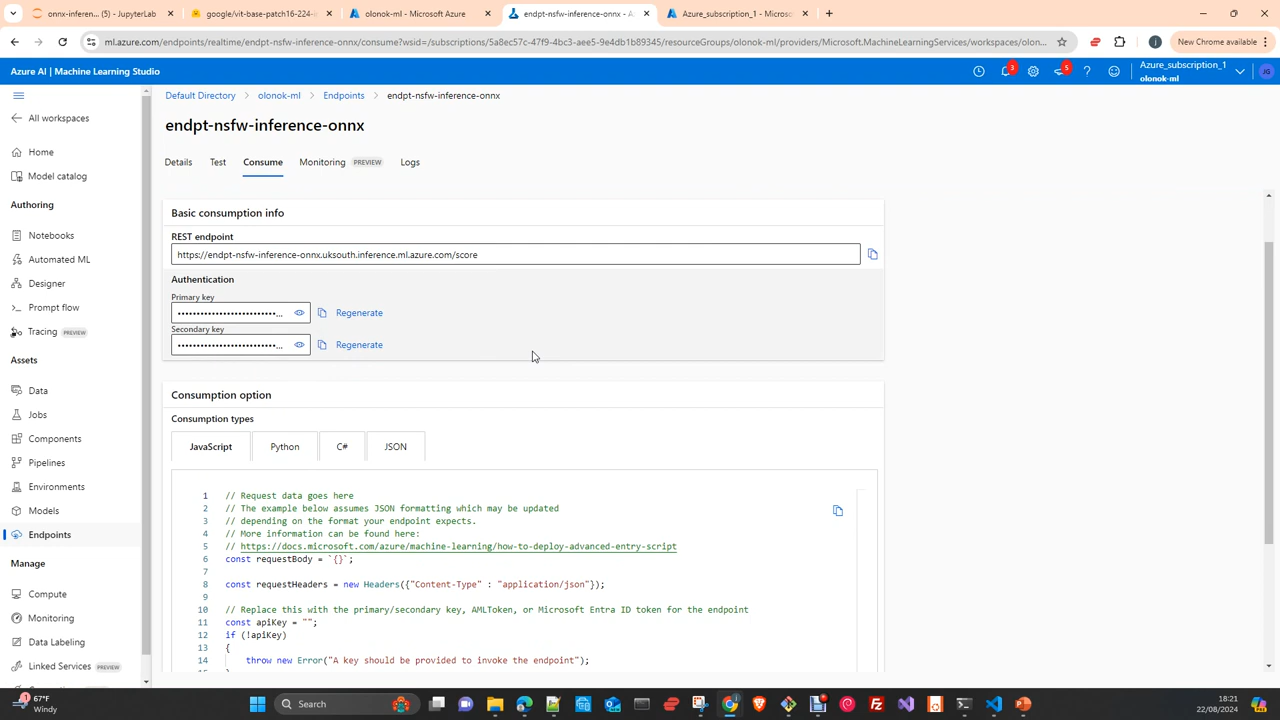 onnx-inferen... (5) - JupyterLab
google/vit-base-patch16-224-i
olonok-ml - Microsoft Azure
endpt-nsfw-inference-onnx - A
Azure_subscription_1 - Microso
ml.azure.com/endpoints/realtime/endpt-nsfw-inference-onnx/consume?wsid=/subscriptions/5a8ec57c-47f9-4bc3-aee5-9e4db1b89345/resourceGroups/olonok-ml/providers/Microsoft.MachineLearningServices/workspaces/olon...
New Chrome available
Azure AI | Machine Learning Studio
3
5
Azure_subscription_1
olonok-ml
JG
All workspaces
Home
Model catalog
Authoring
Notebooks
Automated ML
Designer
Prompt flow
Tracing PREVIEW
Assets
Data
Jobs
Components
Pipelines
Environments
Models
Endpoints
Manage
Compute
Monitoring
Data Labeling
Linked Services PREVIEW
Default Directory > olonok-ml > Endpoints > endpt-nsfw-inference-onnx
endpt-nsfw-inference-onnx
Details Test Consume Monitoring PREVIEW Logs
Basic consumption info
REST endpoint
https://endpt-nsfw-inference-onnx.uksouth.inference.ml.azure.com/score
Authentication
Primary key
Regenerate
Secondary key
Regenerate
Consumption option
Consumption types
JavaScript Python C# JSON
1 // Request data goes here
2 // The example below assumes JSON formatting which may be updated
3 // depending on the format your endpoint expects.
4 // More information can be found here:
5 // https://docs.microsoft.com/azure/machine-learning/how-to-deploy-advanced-entry-script
6 const requestBody = `{}`;
7
8 const requestHeaders = new Headers({"Content-Type" : "application/json"});
9
10 // Replace this with the primary/secondary key, AMLToken, or Microsoft Entra ID token for the endpoint
11 const apiKey = "";
12 if (!apiKey)
13 {
14 throw new Error("A key should be provided to invoke the endpoint");
1
67°F
Windy
Search
18:21
22/08/2024